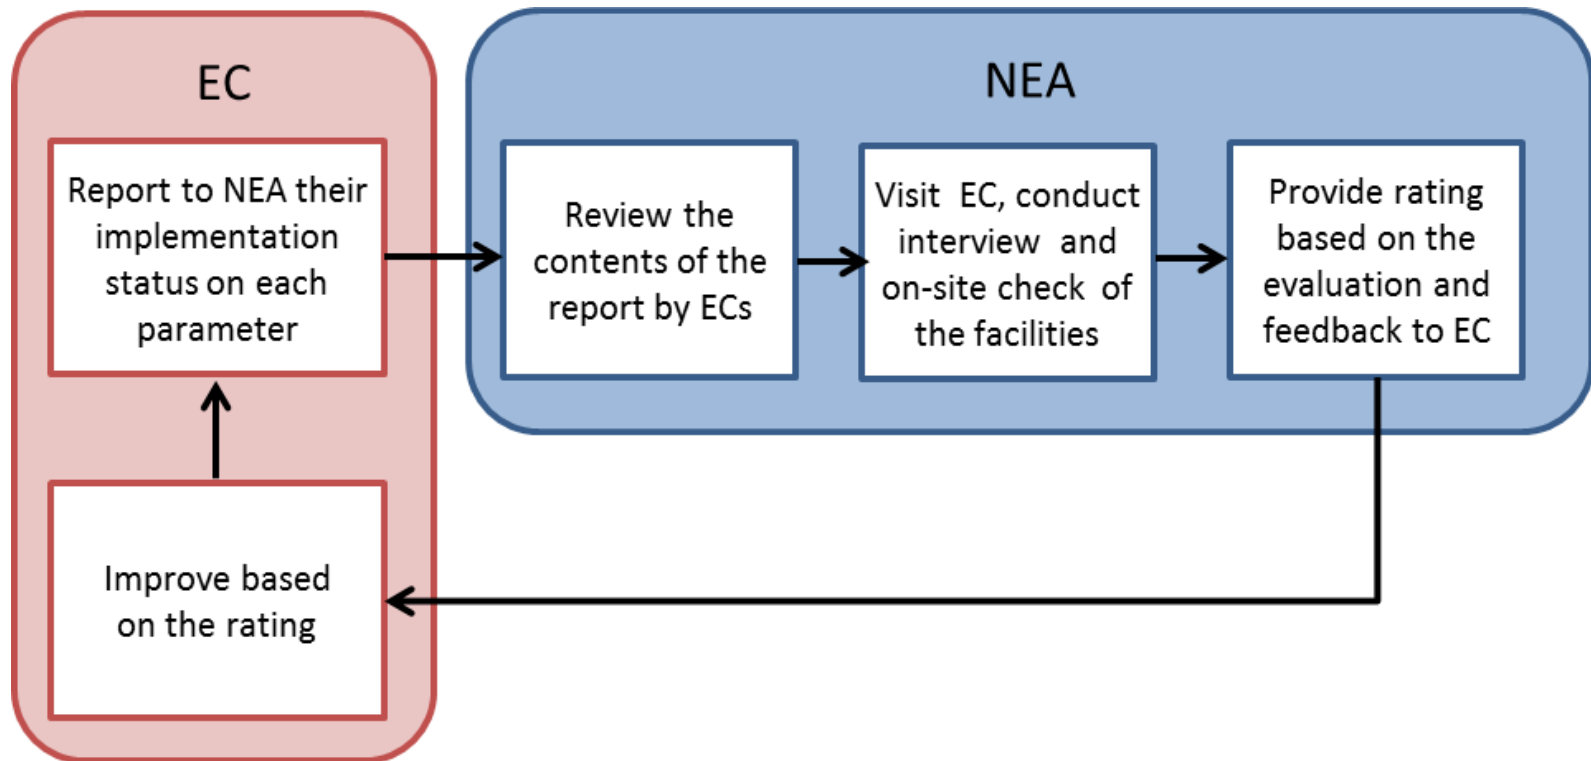 EC
Report to NEA their
implementation
status on each
parameter
Improve based
on the rating
NEA
Review the
contents of the
report by ECs
Visit EC, conduct
interview and
on-site check of
the facilities
Provide rating
based on the
evaluation and
feedback to EC